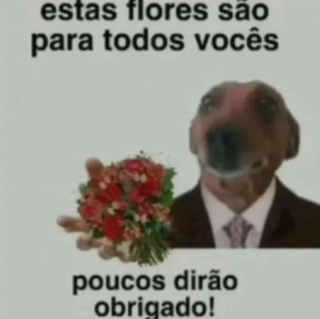 estas flores são
para todos vocês
poucos dirão
obrigado!